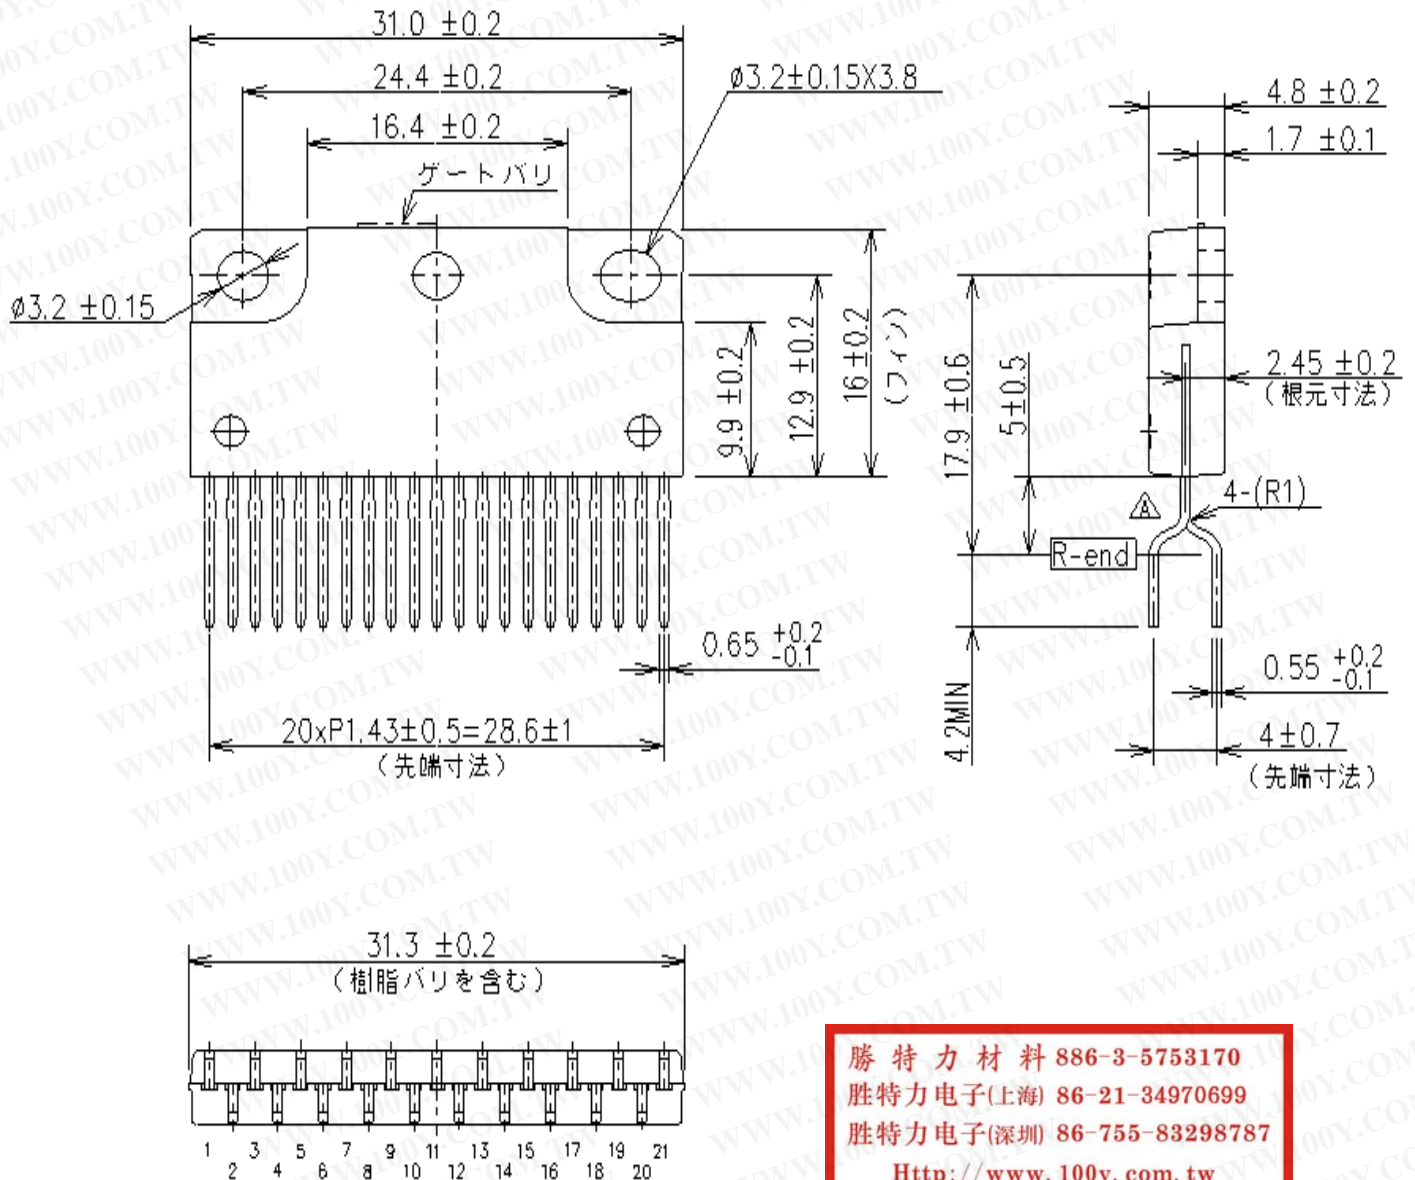 31.0 ±0.2
24.4 ±0.2
ø3.2±0.15X3.8
16.4 ±0.2
ゲートバリ
4.8 ±0.2
1.7 ±0.1
ø3.2 ±0.15
9.9 ±0.2
12.9 ±0.2
16±0.2
(フィン)
17.9 ±0.6
5±0.5
2.45 ±0.2
(根元寸法)
4-(R1)
A
R-end
0.65 +0.2 -0.1
4.2MIN
0.55 +0.2 -0.1
20xP1.43±0.5=28.6±1
(先端寸法)
4±0.7
(先端寸法)
31.3 ±0.2
(樹脂バリを含む)
1 3 5 7 9 11 13 15 17 19 21
2 4 6 8 10 12 14 16 18 20
勝特力材料 886-3-5753170
胜特力电子(上海) 86-21-34970699
胜特力电子(深圳) 86-755-83298787
Http://www.100y.com.tw
WWW.100Y.COM.TW